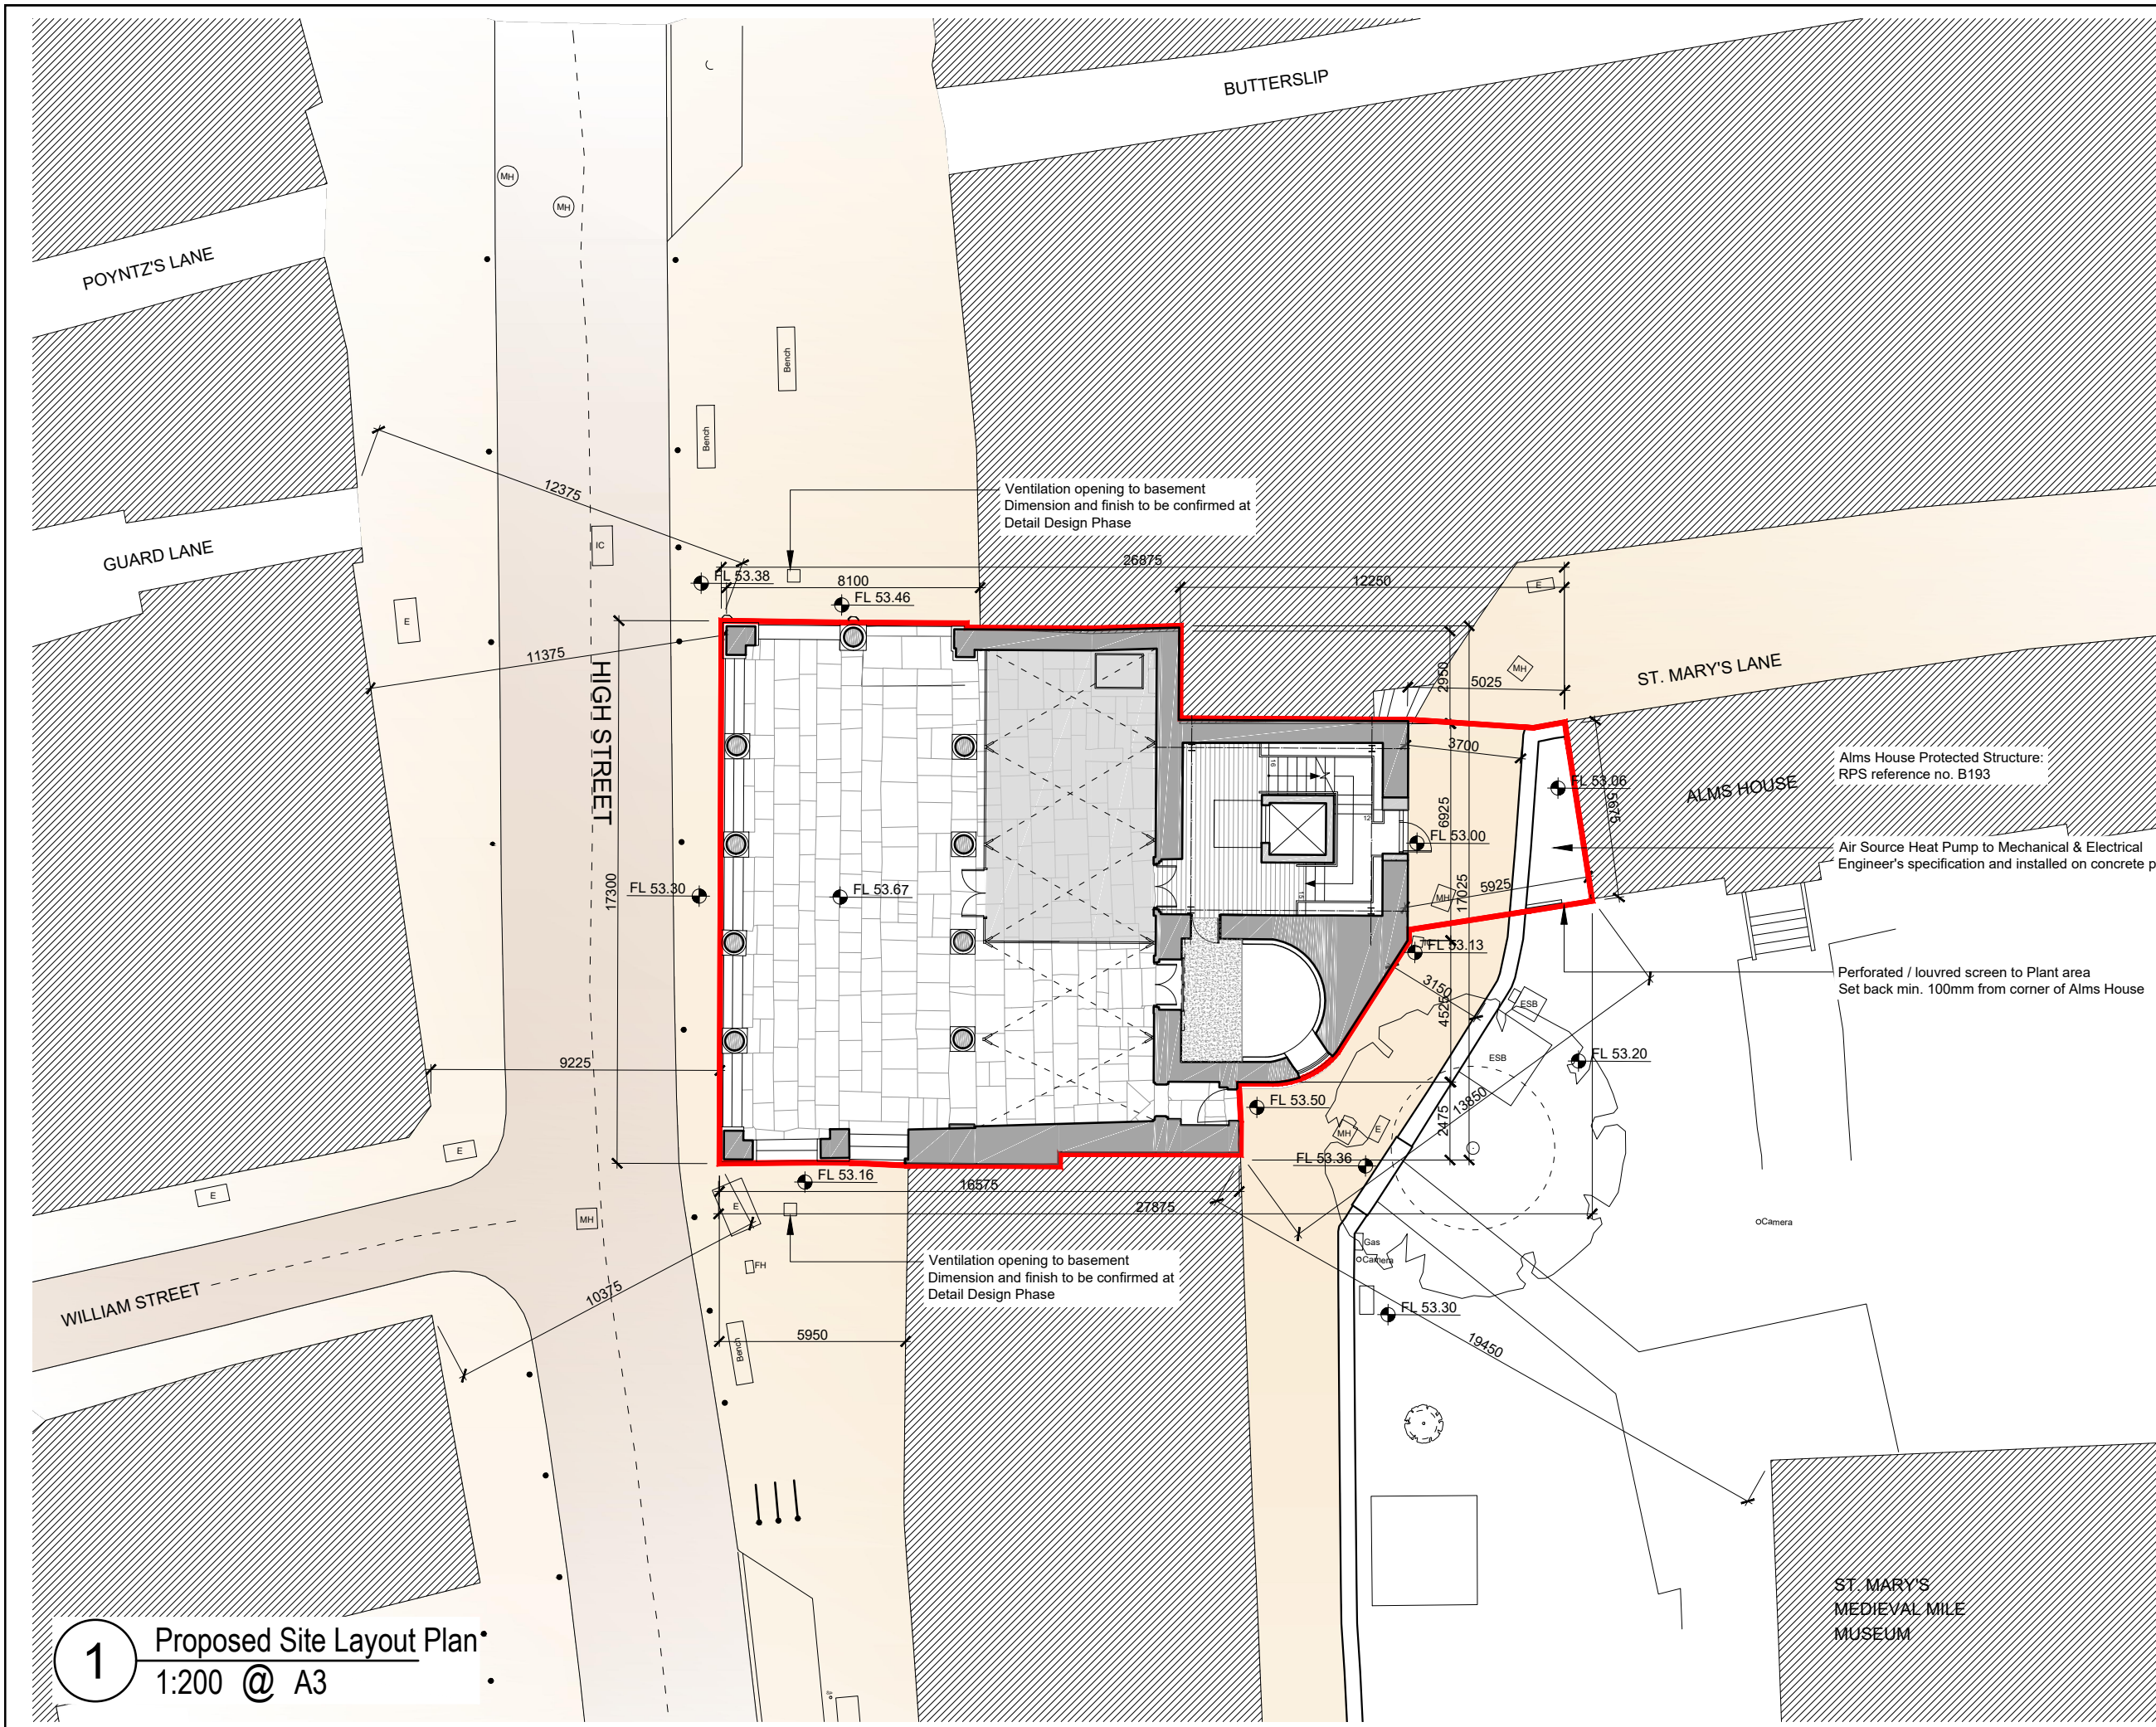 BUTTERSLIP
MH
MH
POYNTZ'S LANE
Bench
Bench
Ventilation opening to basement
Dimension and finish to be confirmed at
Detail Design Phase
12375
IC
GUARD LANE
26875
FL 53.38
8100
12250
E
FL 53.46
E
11375
HIGH STREET
2950
5025
MH
ST. MARY'S LANE
3700
Alms House Protected Structure:
RPS reference no. B193
16
FL 53.06
ALMS HOUSE
5675
6925
12
FL 53.00
Air Source Heat Pump to Mechanical & Electrical
Engineer's specification and installed on concrete p
17300
FL 53.30
FL 53.67
15
5925
MH
17025
FL 53.13
Perforated / louvred screen to Plant area
Set back min. 100mm from corner of Alms House
3150
4525
ESB
ESB
FL 53.20
9225
FL 53.50
13850
2475
MH
E
E
FL 53.36
FL 53.16
16575
E
E
27875
MH
oCamera
Gas
oCamera
FH
Ventilation opening to basement
Dimension and finish to be confirmed at
Detail Design Phase
WILLIAM STREET
10375
FL 53.30
5950
Bench
19450
ST. MARY'S
MEDIEVAL MILE
MUSEUM
1
Proposed Site Layout Plan
1:200 @ A3